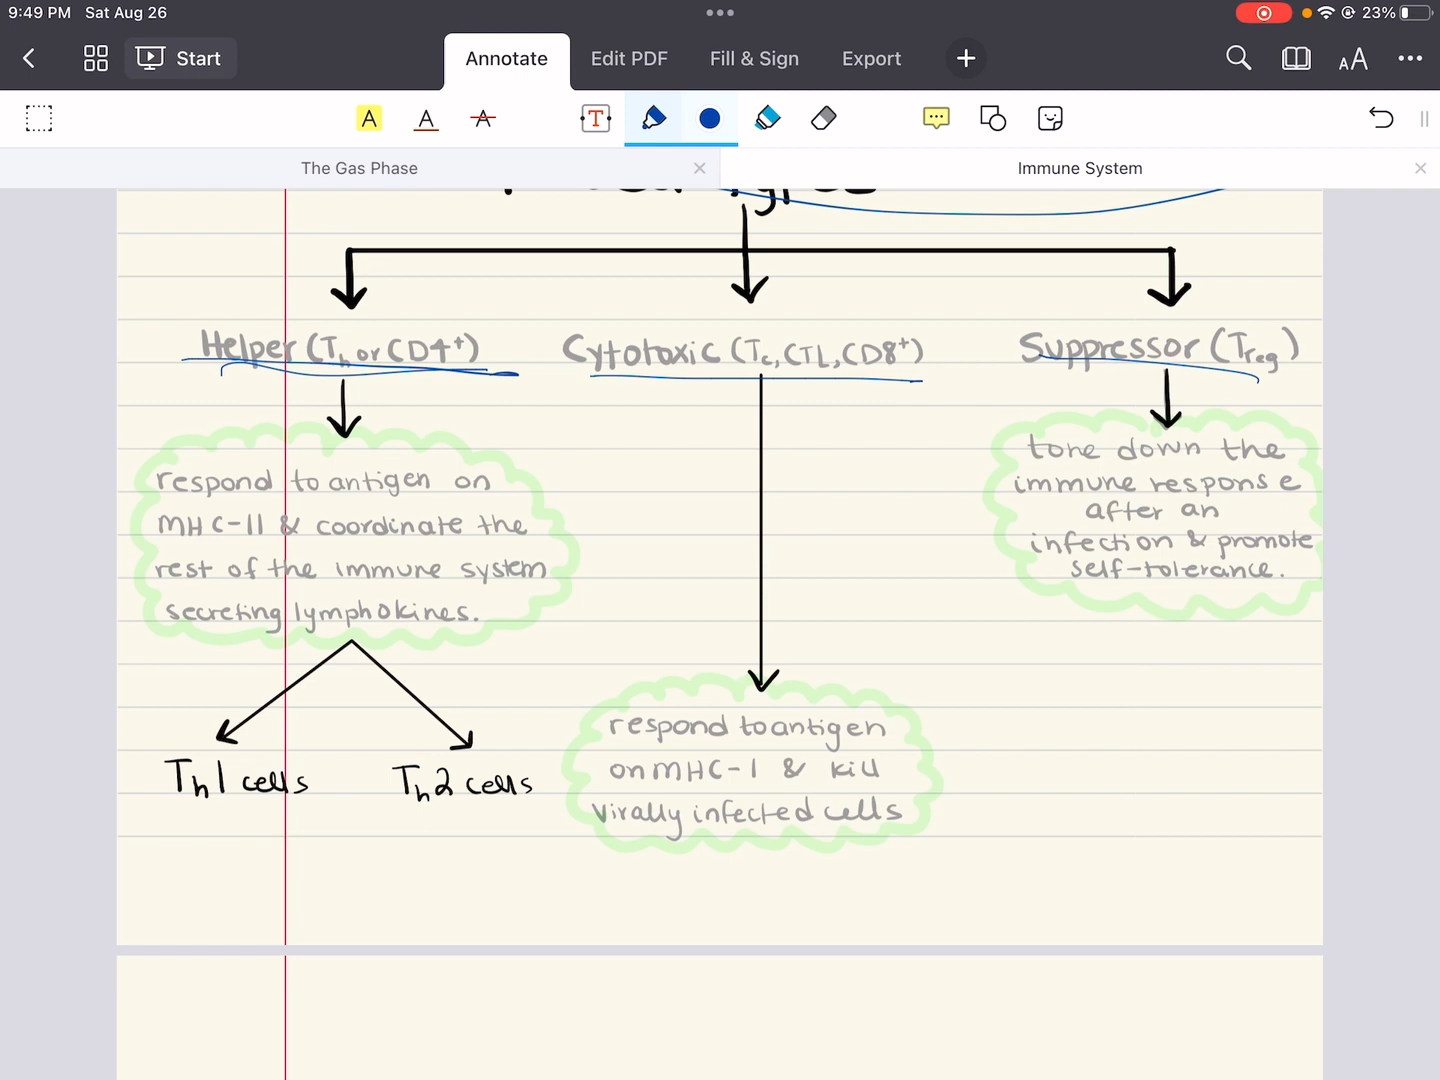 9:49 PM Sat Aug 26
23%
Start
Annotate
Edit PDF
Fill & Sign
Export
The Gas Phase
Immune System
Helper (Th or CD4+)
Cytotoxic (Tc, CTL, CD8+)
Suppressor (Treg)
respond to antigen on
MHC-II & coordinate the
rest of the immune system
secreting lymphokines.
tone down the
immune response
after an
infection & promote
self-tolerance.
Th1 cells
Th2 cells
respond to antigen
on MHC-I & kill
virally infected cells